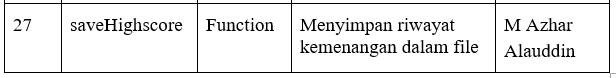 27 saveHighscore Function Menyimpan riwayat M Azhar
kemenangan dalam file Alauddin